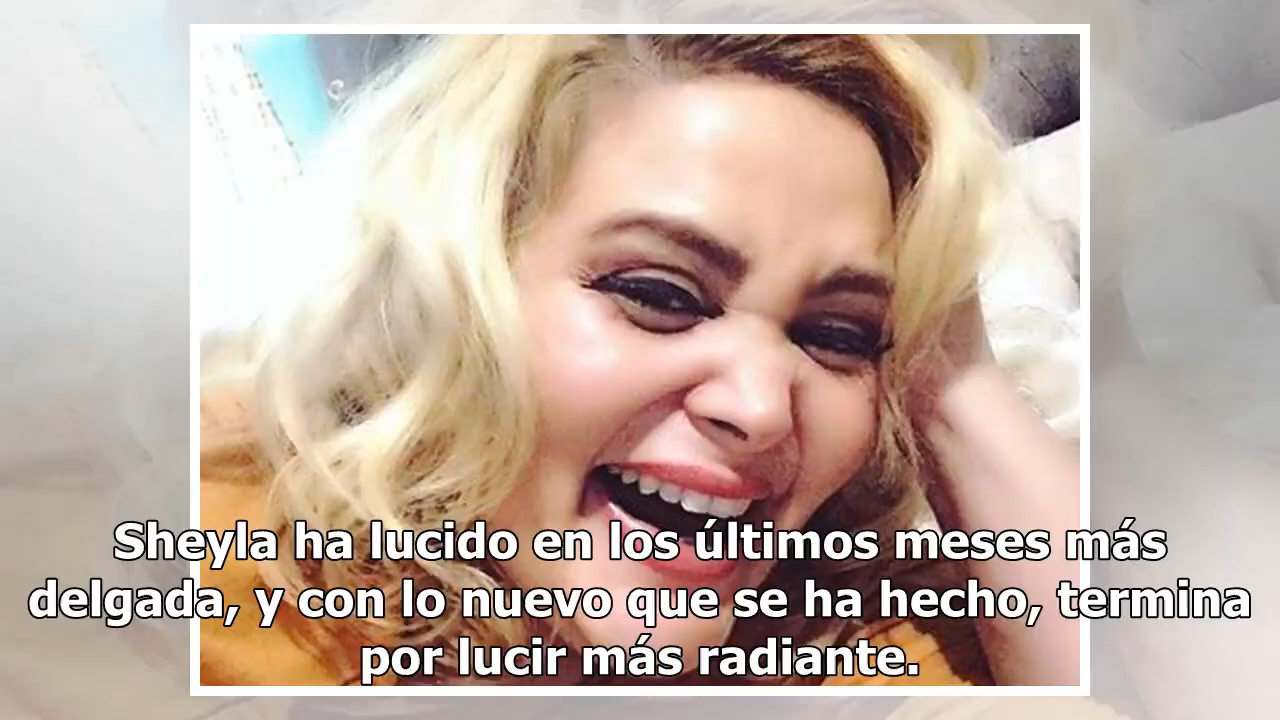 Sheyla ha lucido en los últimos meses más
delgada, y con lo nuevo que se ha hecho, termina
por lucir más radiante.